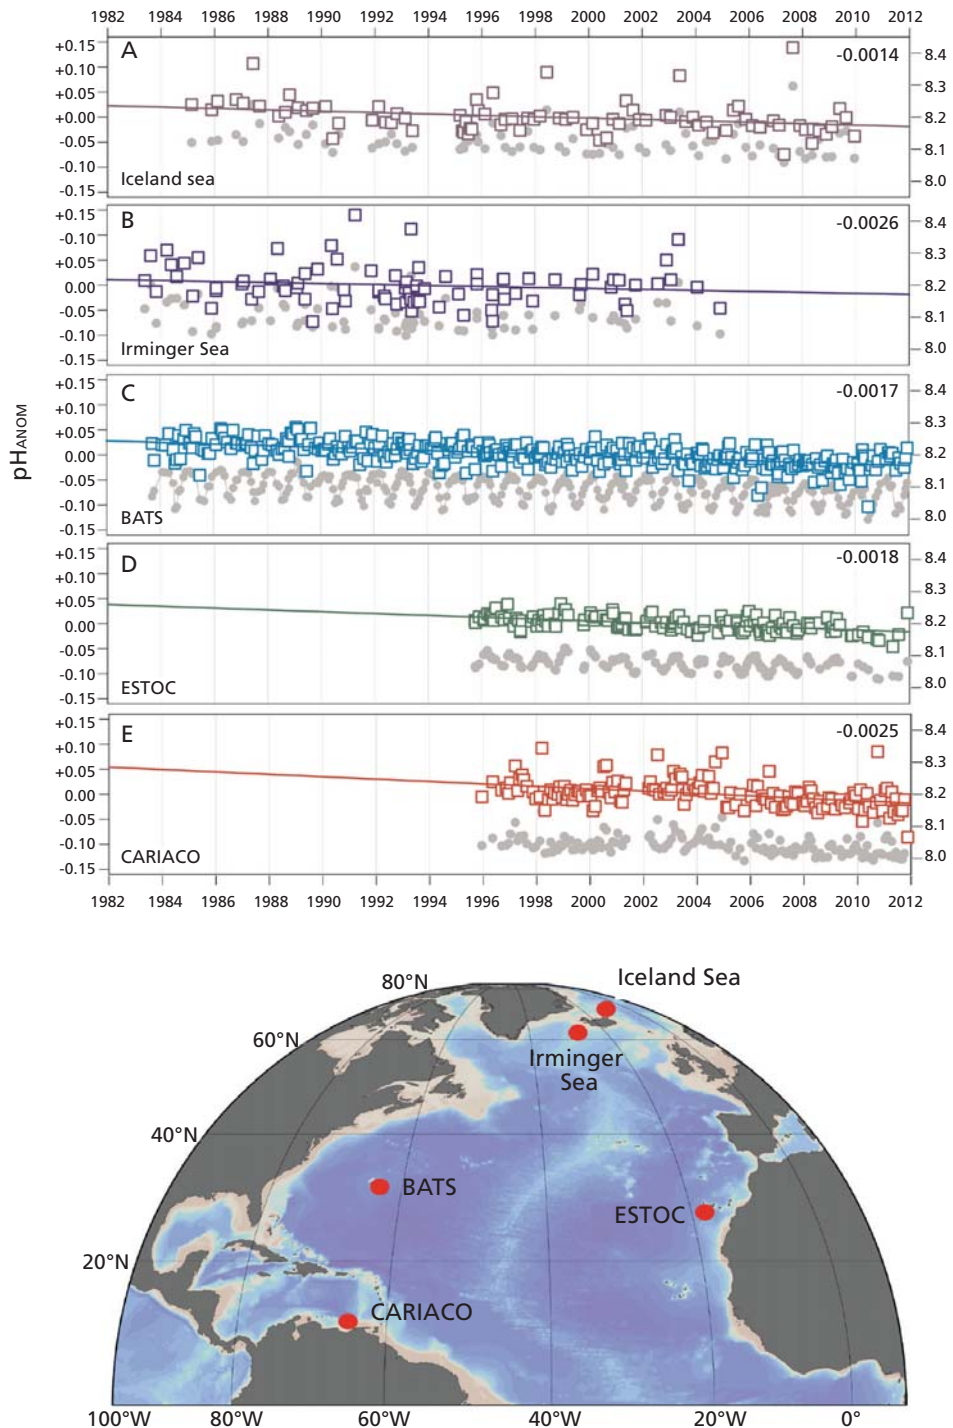 1982 1984 1986 1988 1990 1992 1994 1996 1998 2000 2002 2004 2006 2008 2010 2012
A -0.0014
+0.15
+0.10
+0.05
+0.00
-0.05
-0.10
-0.15
8.4
8.3
8.2
8.1
8.0
Iceland sea
B -0.0026
+0.15
-0.10
+0.05
0.00
-0.05
-0.10
-0.15
8.4
8.3
8.2
8.1
8.0
Irminger Sea
pHANOM
C -0.0017
+0.15
+0.10
+0.05
0.00
-0.05
-0.10
-0.15
8.4
8.3
8.2
8.1
8.0
BATS
D -0.0018
+0.15
+0.10
+0.05
0.00
-0.05
-0.10
-0.15
8.4
8.3
8.2
8.1
8.0
ESTOC
E -0.0025
+0.15
+0.10
+0.05
0.00
-0.05
-0.10
-0.15
8.4
8.3
8.2
8.1
8.0
CARIACO
1982 1984 1986 1988 1990 1992 1994 1996 1998 2000 2002 2004 2006 2008 2010 2012
Iceland Sea
80°N
60°N
Irminger
Sea
40°N
BATS
ESTOC
20°N
CARIACO
100°W 80°W 60°W 40°W 20°W 0°